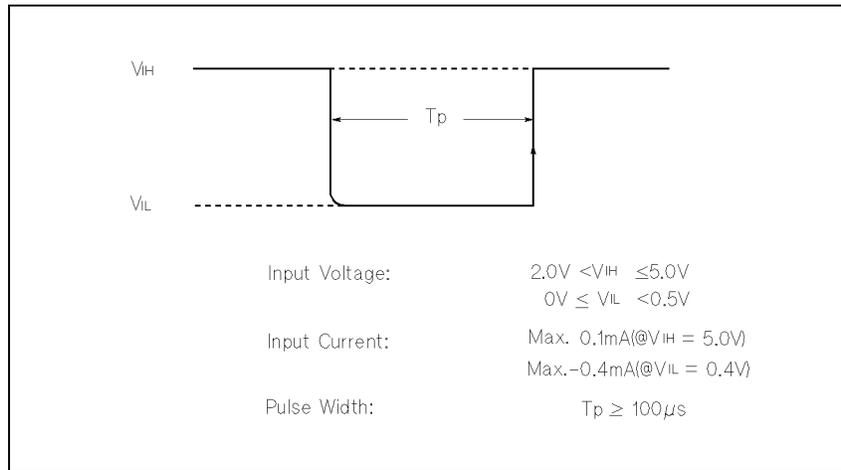 VIH
Tp
VIL
Input Voltage: 2.0V <VIH ≤5.0V
0V ≤ VIL <0.5V
Input Current: Max. 0.1mA(@VIH = 5.0V)
Max.-0.4mA(@VIL = 0.4V)
Pulse Width: Tp ≥ 100μs